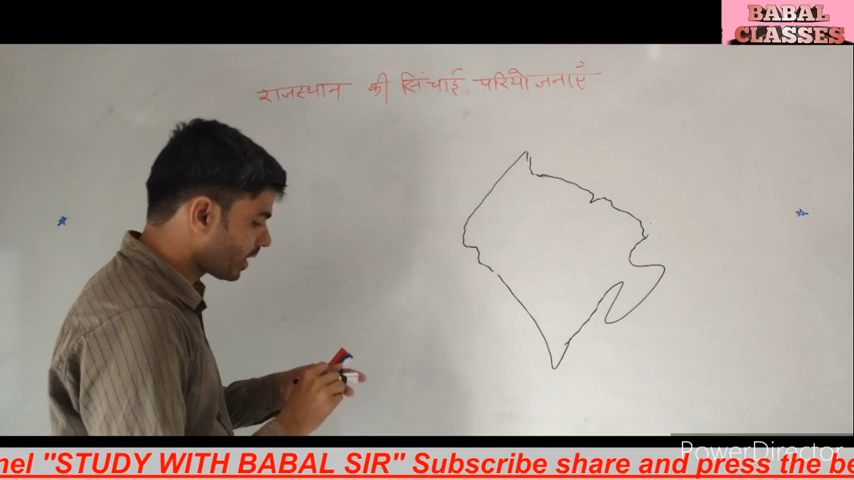 BABAL
CLASSES
राजस्थान की सिंचाई परियोजनाएँ
PowerDirector
nel "STUDY WITH BABAL SIR" Subscribe share and press the be